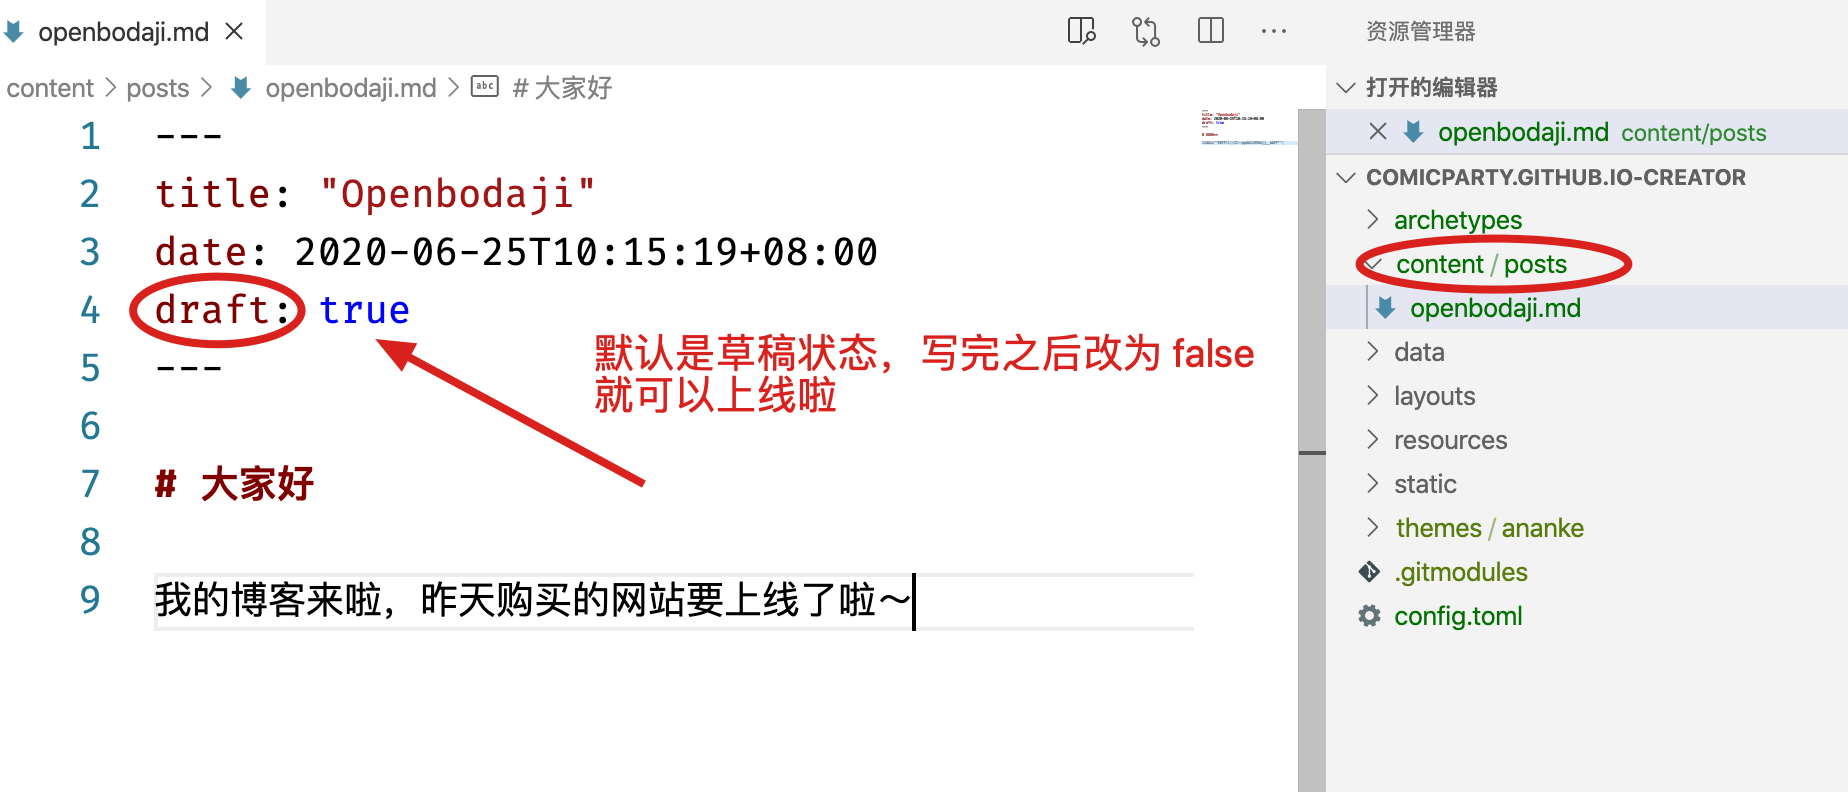 openbodaji.md
content > posts > openbodaji.md > # 大家好
1 ---
2 title: "Openbodaji"
3 date: 2020-06-25T10:15:19+08:00
4 draft: true
5 ---
6
7 # 大家好
8
9 我的博客来啦，昨天购买的网站要上线了啦～
默认是草稿状态，写完之后改为 false
就可以上线啦
资源管理器
打开的编辑器
openbodaji.md content/posts
COMICPARTY.GITHUB.IO-CREATOR
archetypes
content / posts
openbodaji.md
data
layouts
resources
static
themes / ananke
.gitmodules
config.toml